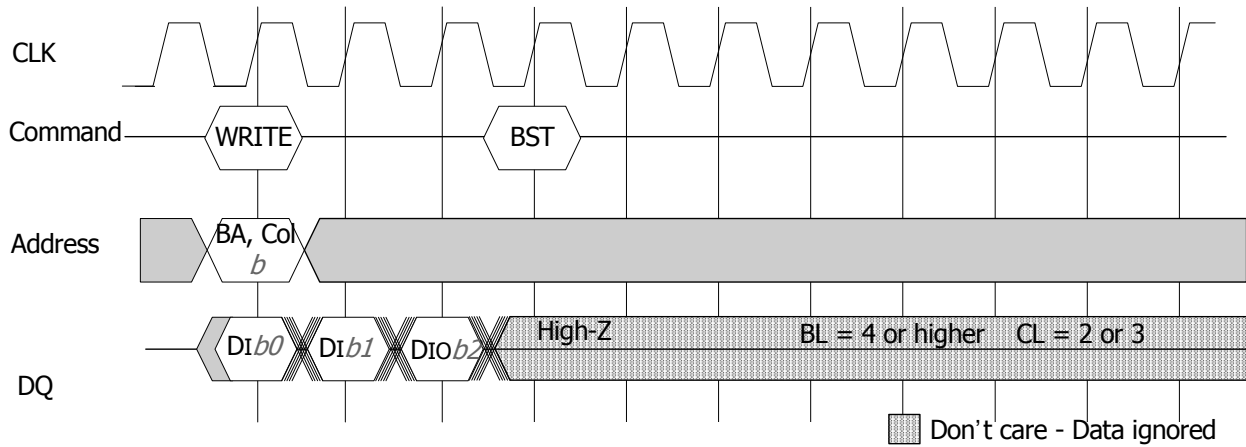 CLK
Command
WRITE
BST
Address
BA, Col
b
DQ
DIb0
DIb1
DIOb2
High-Z
BL = 4 or higher CL = 2 or 3
Don't care - Data ignored